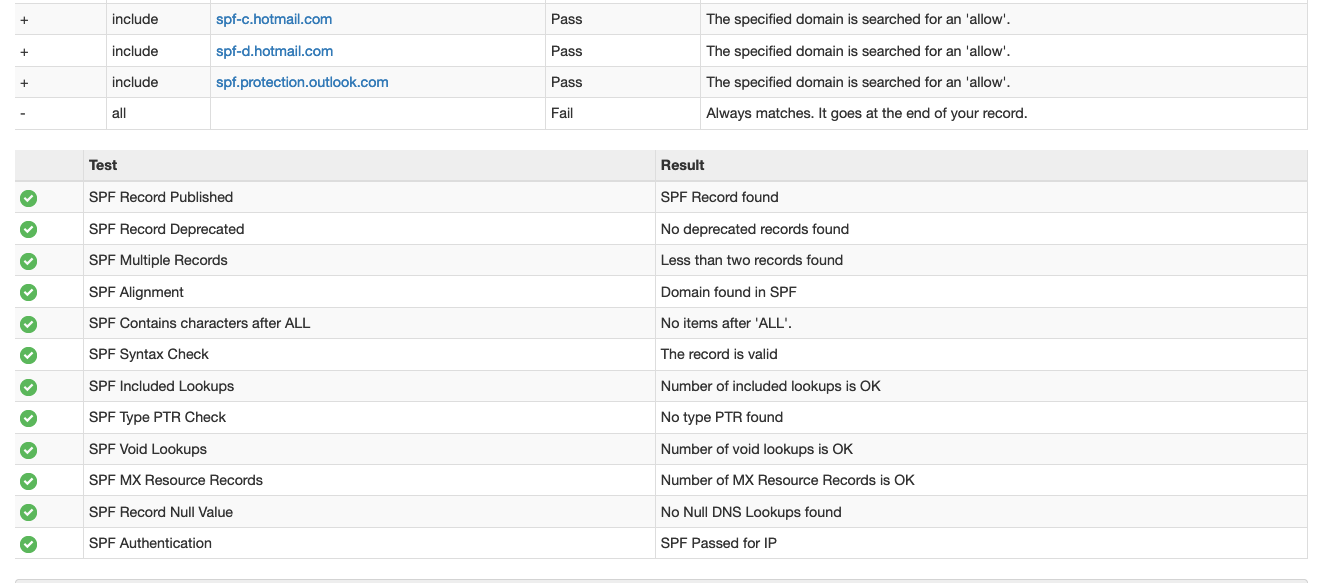 + include spf-c.hotmail.com Pass The specified domain is searched for an 'allow'.
+ include spf-d.hotmail.com Pass The specified domain is searched for an 'allow'.
+ include spf.protection.outlook.com Pass The specified domain is searched for an 'allow'.
- all Fail Always matches. It goes at the end of your record.
Test Result
SPF Record Published SPF Record found
SPF Record Deprecated No deprecated records found
SPF Multiple Records Less than two records found
SPF Alignment Domain found in SPF
SPF Contains characters after ALL No items after 'ALL'.
SPF Syntax Check The record is valid
SPF Included Lookups Number of included lookups is OK
SPF Type PTR Check No type PTR found
SPF Void Lookups Number of void lookups is OK
SPF MX Resource Records Number of MX Resource Records is OK
SPF Record Null Value No Null DNS Lookups found
SPF Authentication SPF Passed for IP